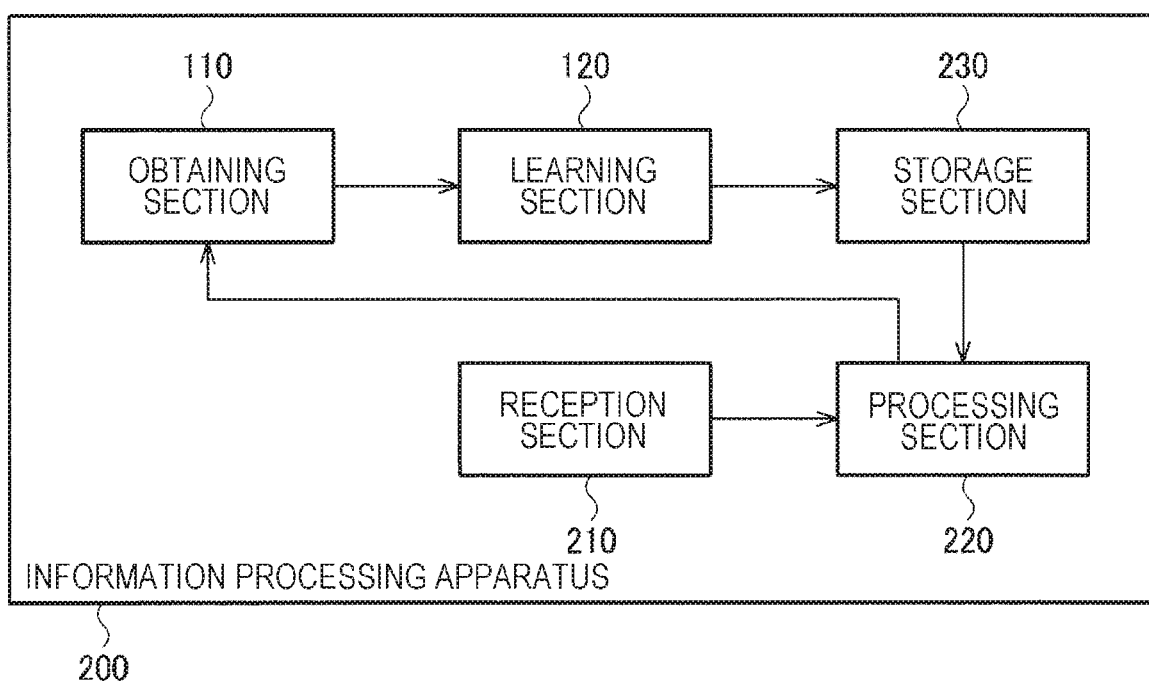 110
120
230
OBTAINING
SECTION
LEARNING
SECTION
STORAGE
SECTION
RECEPTION
SECTION
PROCESSING
SECTION
210
220
INFORMATION PROCESSING APPARATUS
200